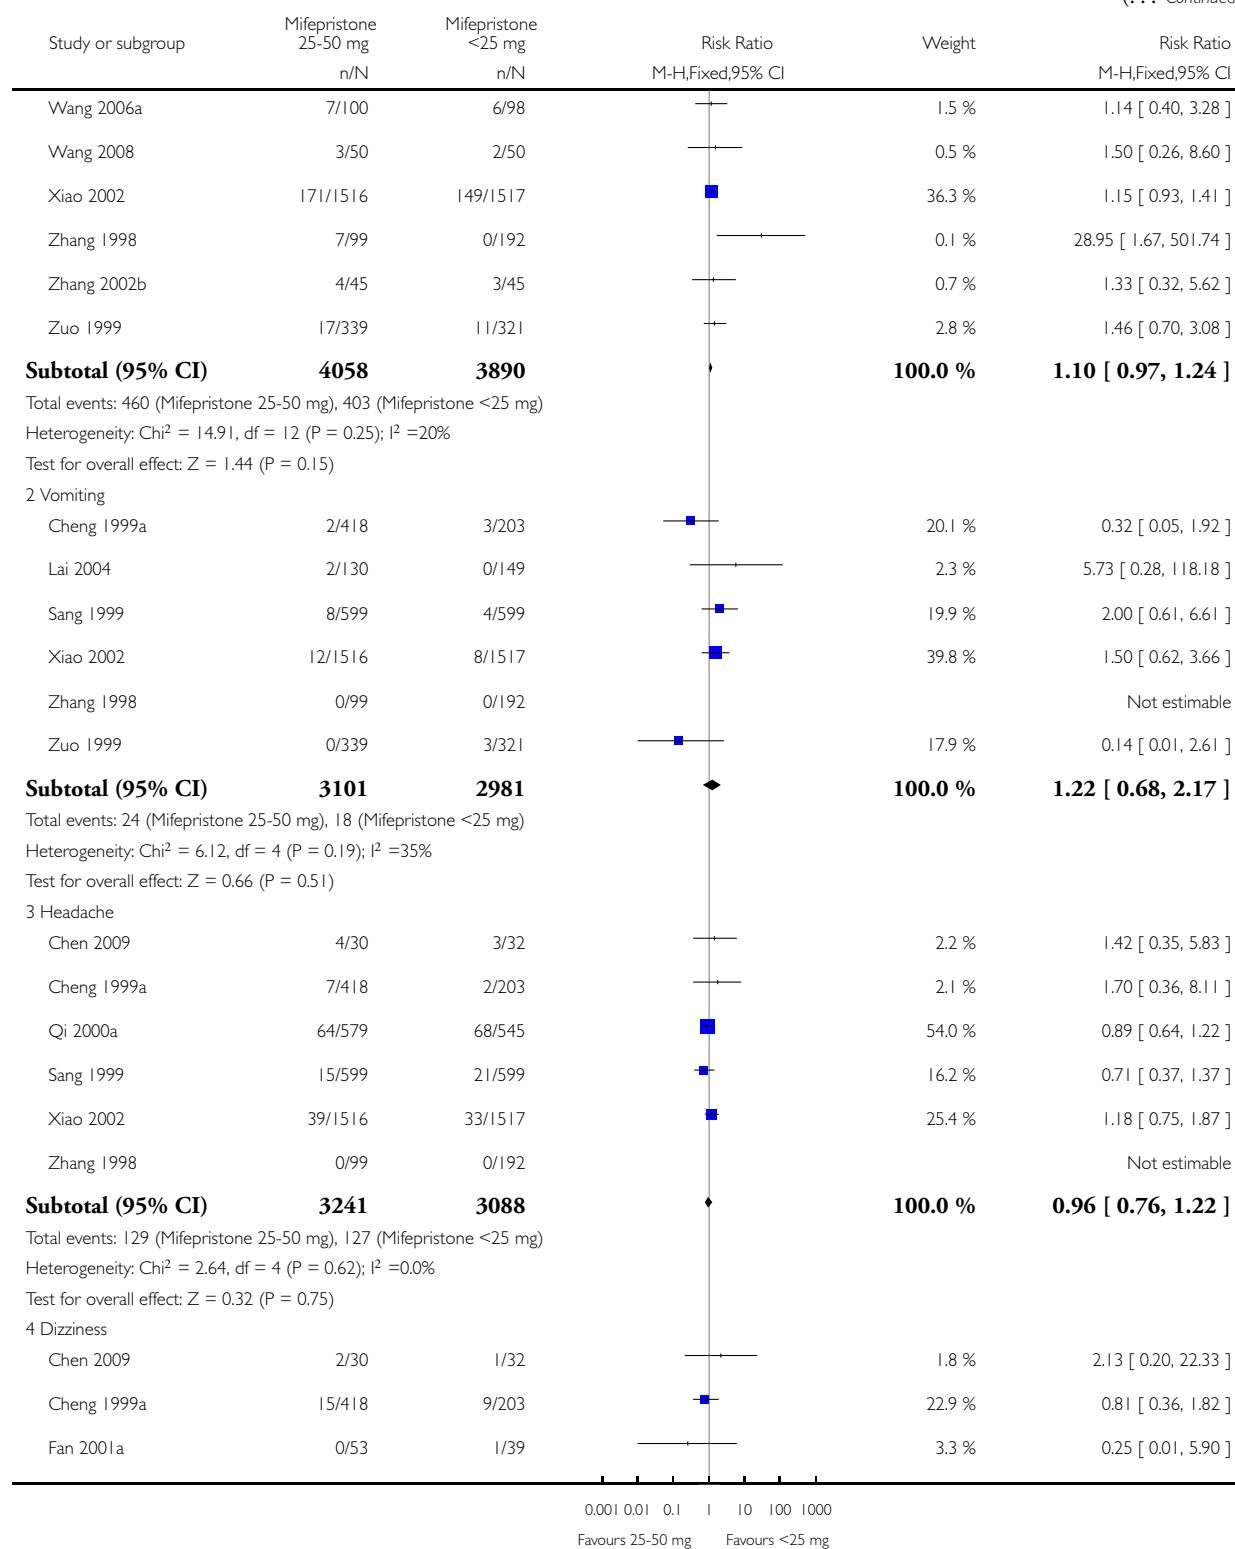 (. . . Continued
Mifepristone Mifepristone
Study or subgroup 25-50 mg <25 mg Risk Ratio Weight Risk Ratio
n/N n/N M-H,Fixed,95% CI M-H,Fixed,95% CI
Wang 2006a 7/100 6/98 1.5 % 1.14 [ 0.40, 3.28 ]
Wang 2008 3/50 2/50 0.5 % 1.50 [ 0.26, 8.60 ]
Xiao 2002 171/1516 149/1517 36.3 % 1.15 [ 0.93, 1.41 ]
Zhang 1998 7/99 0/192 0.1 % 28.95 [ 1.67, 501.74 ]
Zhang 2002b 4/45 3/45 0.7 % 1.33 [ 0.32, 5.62 ]
Zuo 1999 17/339 11/321 2.8 % 1.46 [ 0.70, 3.08 ]
Subtotal (95% CI) 4058 3890 100.0 % 1.10 [ 0.97, 1.24 ]
Total events: 460 (Mifepristone 25-50 mg), 403 (Mifepristone <25 mg)
Heterogeneity: Chi² = 14.91, df = 12 (P = 0.25); I² =20%
Test for overall effect: Z = 1.44 (P = 0.15)
2 Vomiting
Cheng 1999a 2/418 3/203 20.1 % 0.32 [ 0.05, 1.92 ]
Lai 2004 2/130 0/149 2.3 % 5.73 [ 0.28, 118.18 ]
Sang 1999 8/599 4/599 19.9 % 2.00 [ 0.61, 6.61 ]
Xiao 2002 12/1516 8/1517 39.8 % 1.50 [ 0.62, 3.66 ]
Zhang 1998 0/99 0/192 Not estimable
Zuo 1999 0/339 3/321 17.9 % 0.14 [ 0.01, 2.61 ]
Subtotal (95% CI) 3101 2981 100.0 % 1.22 [ 0.68, 2.17 ]
Total events: 24 (Mifepristone 25-50 mg), 18 (Mifepristone <25 mg)
Heterogeneity: Chi² = 6.12, df = 4 (P = 0.19); I² =35%
Test for overall effect: Z = 0.66 (P = 0.51)
3 Headache
Chen 2009 4/30 3/32 2.2 % 1.42 [ 0.35, 5.83 ]
Cheng 1999a 7/418 2/203 2.1 % 1.70 [ 0.36, 8.11 ]
Qi 2000a 64/579 68/545 54.0 % 0.89 [ 0.64, 1.22 ]
Sang 1999 15/599 21/599 16.2 % 0.71 [ 0.37, 1.37 ]
Xiao 2002 39/1516 33/1517 25.4 % 1.18 [ 0.75, 1.87 ]
Zhang 1998 0/99 0/192 Not estimable
Subtotal (95% CI) 3241 3088 100.0 % 0.96 [ 0.76, 1.22 ]
Total events: 129 (Mifepristone 25-50 mg), 127 (Mifepristone <25 mg)
Heterogeneity: Chi² = 2.64, df = 4 (P = 0.62); I² =0.0%
Test for overall effect: Z = 0.32 (P = 0.75)
4 Dizziness
Chen 2009 2/30 1/32 1.8 % 2.13 [ 0.20, 22.33 ]
Cheng 1999a 15/418 9/203 22.9 % 0.81 [ 0.36, 1.82 ]
Fan 2001a 0/53 1/39 3.3 % 0.25 [ 0.01, 5.90 ]
0.001 0.01 0.1 1 10 100 1000
Favours 25-50 mg Favours <25 mg